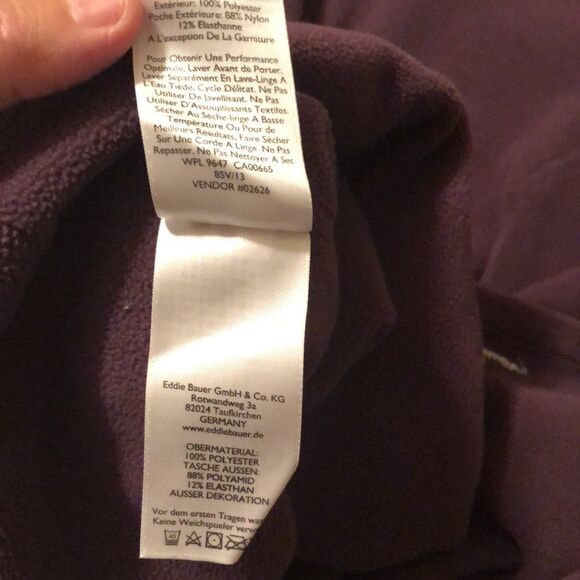 Extérieur: 100% Polyester
Poche Extérieure: 88% Nylon
12% Elasthanne
A L'exception De La Garniture
Pour Obtenir Une Performance
Optimale, Laver Avant de Porter.
Laver Séparément En Lave-Linge A
L'Eau Tiède, Cycle Délicat. Ne Pas
Utiliser De Javellisant. Ne Pas
Utiliser D'Assouplissants Textiles.
Sécher Au Sèche-linge A Basse
Température Ou Pour de
Meilleurs Resultats, Faire Sécher
Sur Une Corde A Linge. Ne Pas
Repasser. Ne Pas Nettoyer A Sec
WPL 9647 CA00665
85V/13
VENDOR #02626
Eddie Bauer GmbH & Co. KG
Rotwandweg 3a
82024 Taufkirchen
GERMANY
www.eddiebauer.de
OBERMATERIAL:
100% POLYESTER
TASCHE AUSSEN:
88% POLYAMID
12% ELASTHAN
AUSSER DEKORATION
Vor dem ersten Tragen
Keine Weichspueler
40